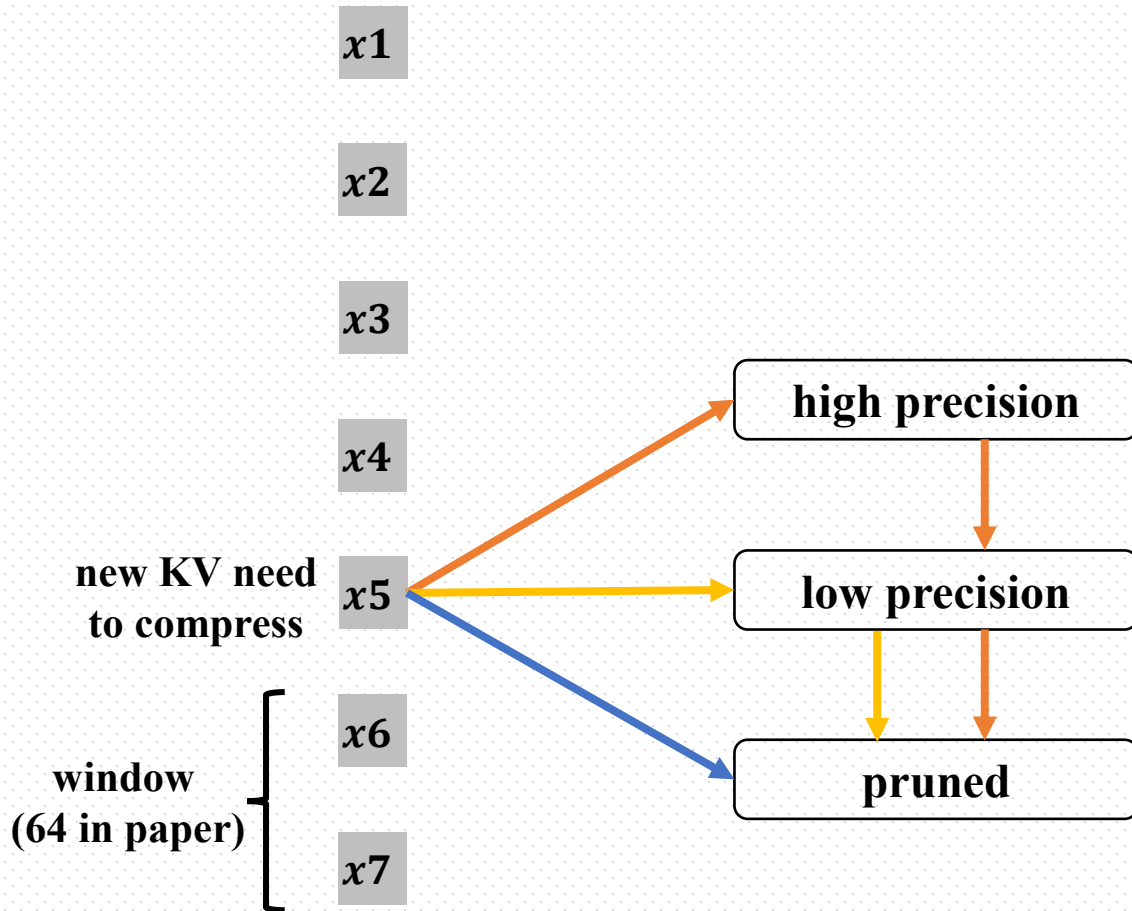 x1
x2
x3
x4
new KV need
to compress
x5
x6
x7
window
(64 in paper)
high precision
low precision
pruned